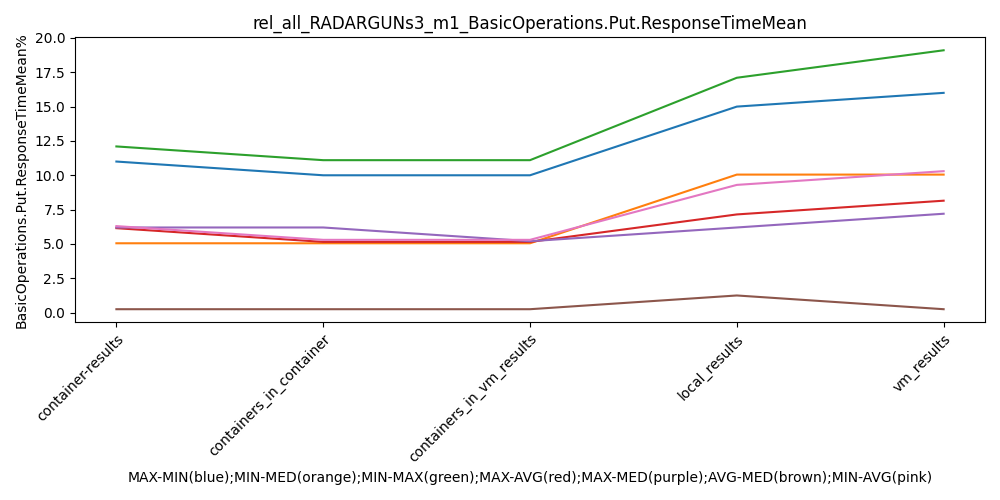 rel_all_RADARGUNs3_m1_BasicOperations.Put.ResponseTimeMean
BasicOperations.Put.ResponseTimeMean%
20.0
17.5
15.0
12.5
10.0
7.5
5.0
2.5
0.0
container-results
containers_in_container
containers_in_vm_results
local_results
vm_results
MAX-MIN(blue);MIN-MED(orange);MIN-MAX(green);MAX-AVG(red);MAX-MED(purple);AVG-MED(brown);MIN-AVG(pink)